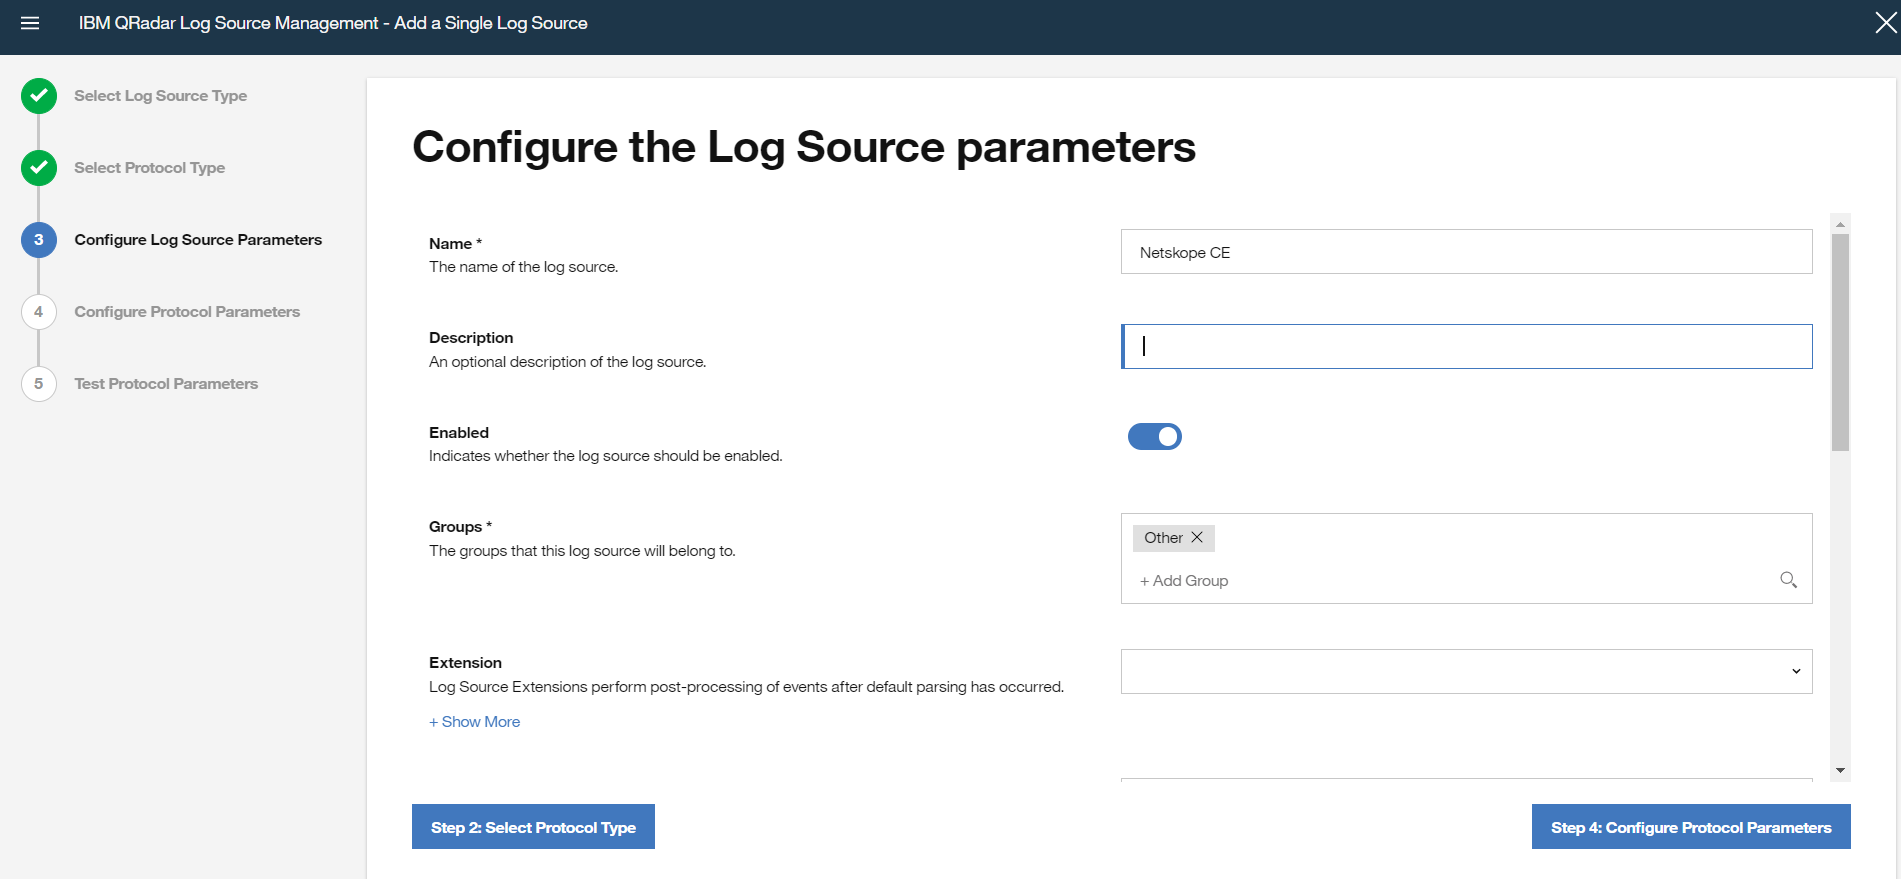 IBM QRadar Log Source Management - Add a Single Log Source
Select Log Source Type
Select Protocol Type
3 Configure Log Source Parameters
4 Configure Protocol Parameters
5 Test Protocol Parameters
Configure the Log Source parameters
Name *
The name of the log source.
Netskope CE
Description
An optional description of the log source.
Enabled
Indicates whether the log source should be enabled.
Groups *
The groups that this log source will belong to.
Other
+ Add Group
Extension
Log Source Extensions perform post-processing of events after default parsing has occurred.
+ Show More
Step 2: Select Protocol Type
Step 4: Configure Protocol Parameters